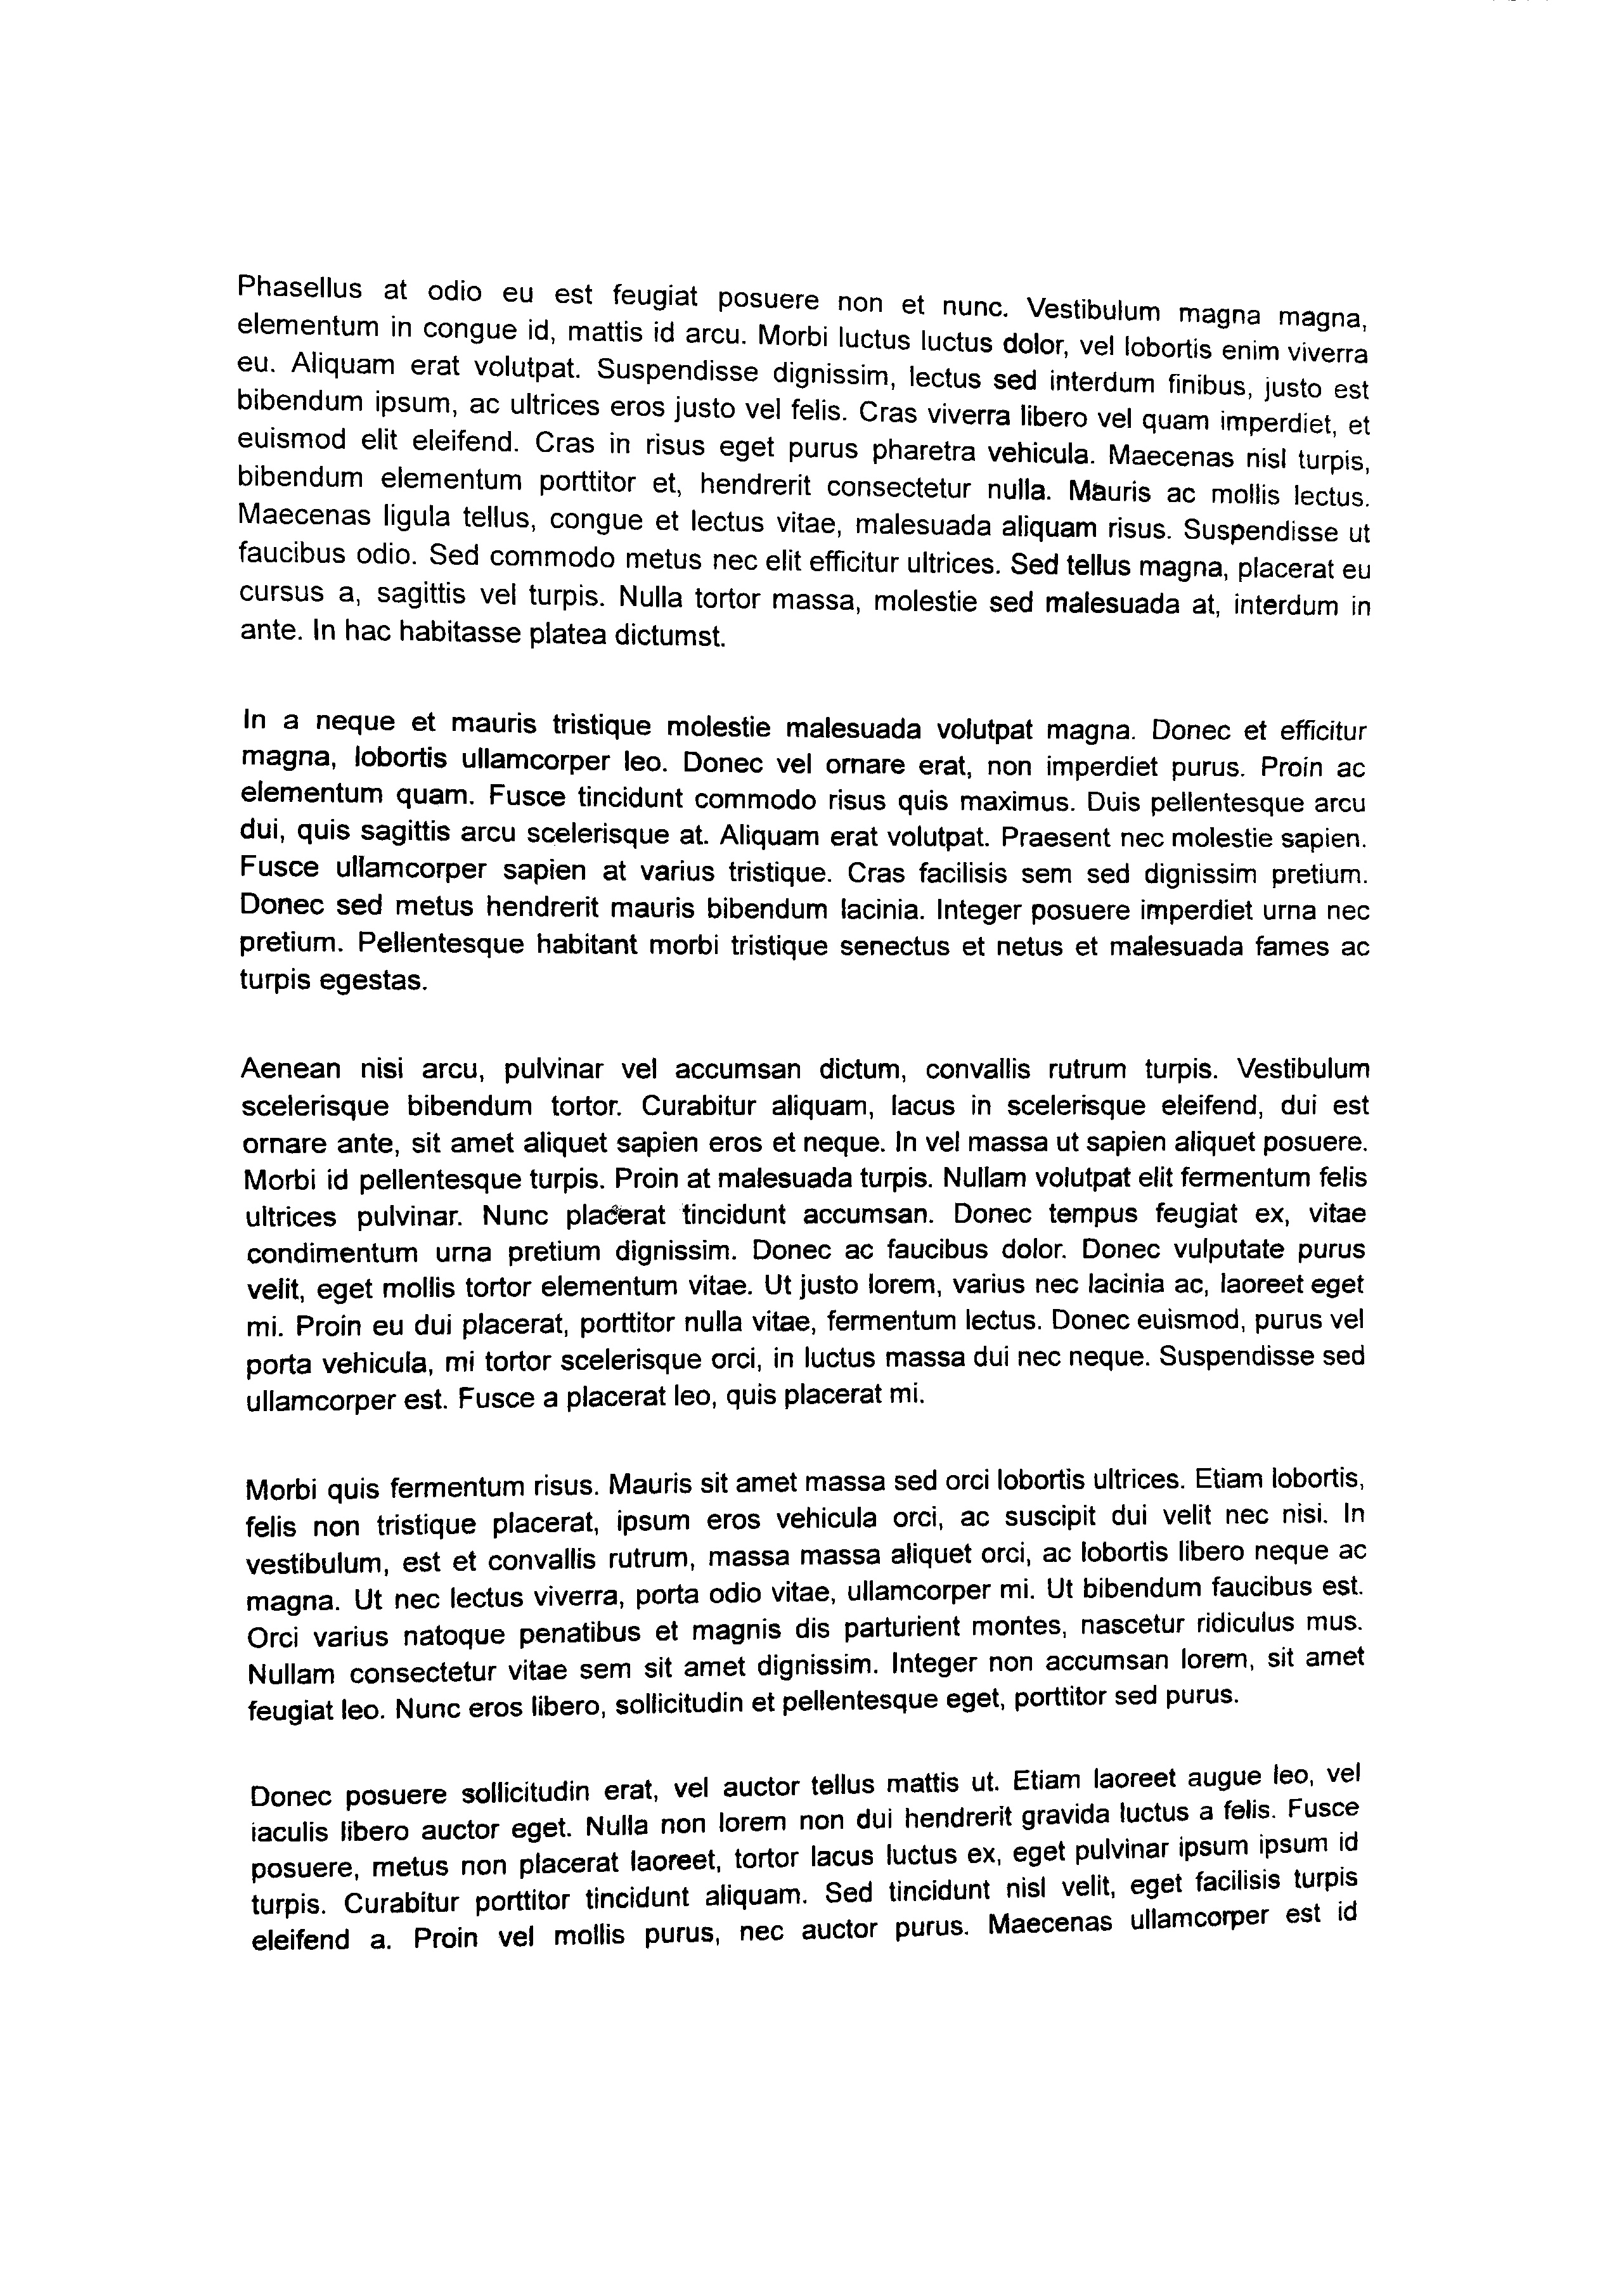 Phasellus at odio eu est feugiat posuere non et nunc. Vestibulum magna magna,
elementum in congue id, mattis id arcu. Morbi luctus luctus dolor, vel lobortis enim viverra
eu. Aliquam erat volutpat. Suspendisse dignissim, lectus sed interdum finibus, justo est
bibendum ipsum, ac ultrices eros justo vel felis. Cras viverra libero vel quam imperdiet, et
euismod elit eleifend. Cras in risus eget purus pharetra vehicula. Maecenas nisl turpis,
bibendum elementum porttitor et, hendrerit consectetur nulla. Mauris ac mollis lectus.
Maecenas ligula tellus, congue et lectus vitae, malesuada aliquam risus. Suspendisse ut
faucibus odio. Sed commodo metus nec elit efficitur ultrices. Sed tellus magna, placerat eu
cursus a, sagittis vel turpis. Nulla tortor massa, molestie sed malesuada at, interdum in
ante. In hac habitasse platea dictumst.
In a neque et mauris tristique molestie malesuada volutpat magna. Donec et efficitur
magna, lobortis ullamcorper leo. Donec vel ornare erat, non imperdiet purus. Proin ac
elementum quam. Fusce tincidunt commodo risus quis maximus. Duis pellentesque arcu
dui, quis sagittis arcu scelerisque at. Aliquam erat volutpat. Praesent nec molestie sapien.
Fusce ullamcorper sapien at varius tristique. Cras facilisis sem sed dignissim pretium.
Donec sed metus hendrerit mauris bibendum lacinia. Integer posuere imperdiet urna nec
pretium. Pellentesque habitant morbi tristique senectus et netus et malesuada fames ac
turpis egestas.
Aenean nisi arcu, pulvinar vel accumsan dictum, convallis rutrum turpis. Vestibulum
scelerisque bibendum tortor. Curabitur aliquam, lacus in scelerisque eleifend, dui est
ornare ante, sit amet aliquet sapien eros et neque. In vel massa ut sapien aliquet posuere.
Morbi id pellentesque turpis. Proin at malesuada turpis. Nullam volutpat elit fermentum felis
ultrices pulvinar. Nunc placerat tincidunt accumsan. Donec tempus feugiat ex, vitae
condimentum urna pretium dignissim. Donec ac faucibus dolor. Donec vulputate purus
velit, eget mollis tortor elementum vitae. Ut justo lorem, varius nec lacinia ac, laoreet eget
mi. Proin eu dui placerat, porttitor nulla vitae, fermentum lectus. Donec euismod, purus vel
porta vehicula, mi tortor scelerisque orci, in luctus massa dui nec neque. Suspendisse sed
ullamcorper est. Fusce a placerat leo, quis placerat mi.
Morbi quis fermentum risus. Mauris sit amet massa sed orci lobortis ultrices. Etiam lobortis,
felis non tristique placerat, ipsum eros vehicula orci, ac suscipit dui velit nec nisi. In
vestibulum, est et convallis rutrum, massa massa aliquet orci, ac lobortis libero neque ac
magna. Ut nec lectus viverra, porta odio vitae, ullamcorper mi. Ut bibendum faucibus est.
Orci varius natoque penatibus et magnis dis parturient montes, nascetur ridiculus mus.
Nullam consectetur vitae sem sit amet dignissim. Integer non accumsan lorem, sit amet
feugiat leo. Nunc eros libero, sollicitudin et pellentesque eget, porttitor sed purus.
Donec posuere sollicitudin erat, vel auctor tellus mattis ut. Etiam laoreet augue leo, vel
iaculis libero auctor eget. Nulla non lorem non dui hendrerit gravida luctus a felis. Fusce
posuere, metus non placerat laoreet, tortor lacus luctus ex, eget pulvinar ipsum ipsum id
turpis. Curabitur porttitor tincidunt aliquam. Sed tincidunt nisl velit, eget facilisis turpis
eleifend a. Proin vel mollis purus, nec auctor purus. Maecenas ullamcorper est id